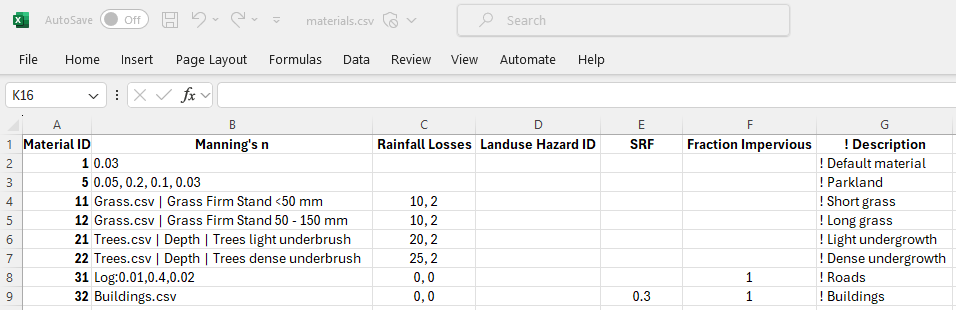 AutoSave Off materials.csv Search
File Home Insert Page Layout Formulas Data Review View Automate Help
K16 fx
A B C D E F G
1 Material ID Manning's n Rainfall Losses Landuse Hazard ID SRF Fraction Impervious ! Description
2 1 0.03 ! Default material
3 5 0.05, 0.2, 0.1, 0.03 ! Parkland
4 11 Grass.csv | Grass Firm Stand <50 mm 10, 2 ! Short grass
5 12 Grass.csv | Grass Firm Stand 50 - 150 mm 10, 2 ! Long grass
6 21 Trees.csv | Depth | Trees light underbrush 20, 2 ! Light undergrowth
7 22 Trees.csv | Depth | Trees dense underbrush 25, 2 ! Dense undergrowth
8 31 Log:0.01,0.4,0.02 0, 0 1 ! Roads
9 32 Buildings.csv 0, 0 0.3 1 ! Buildings